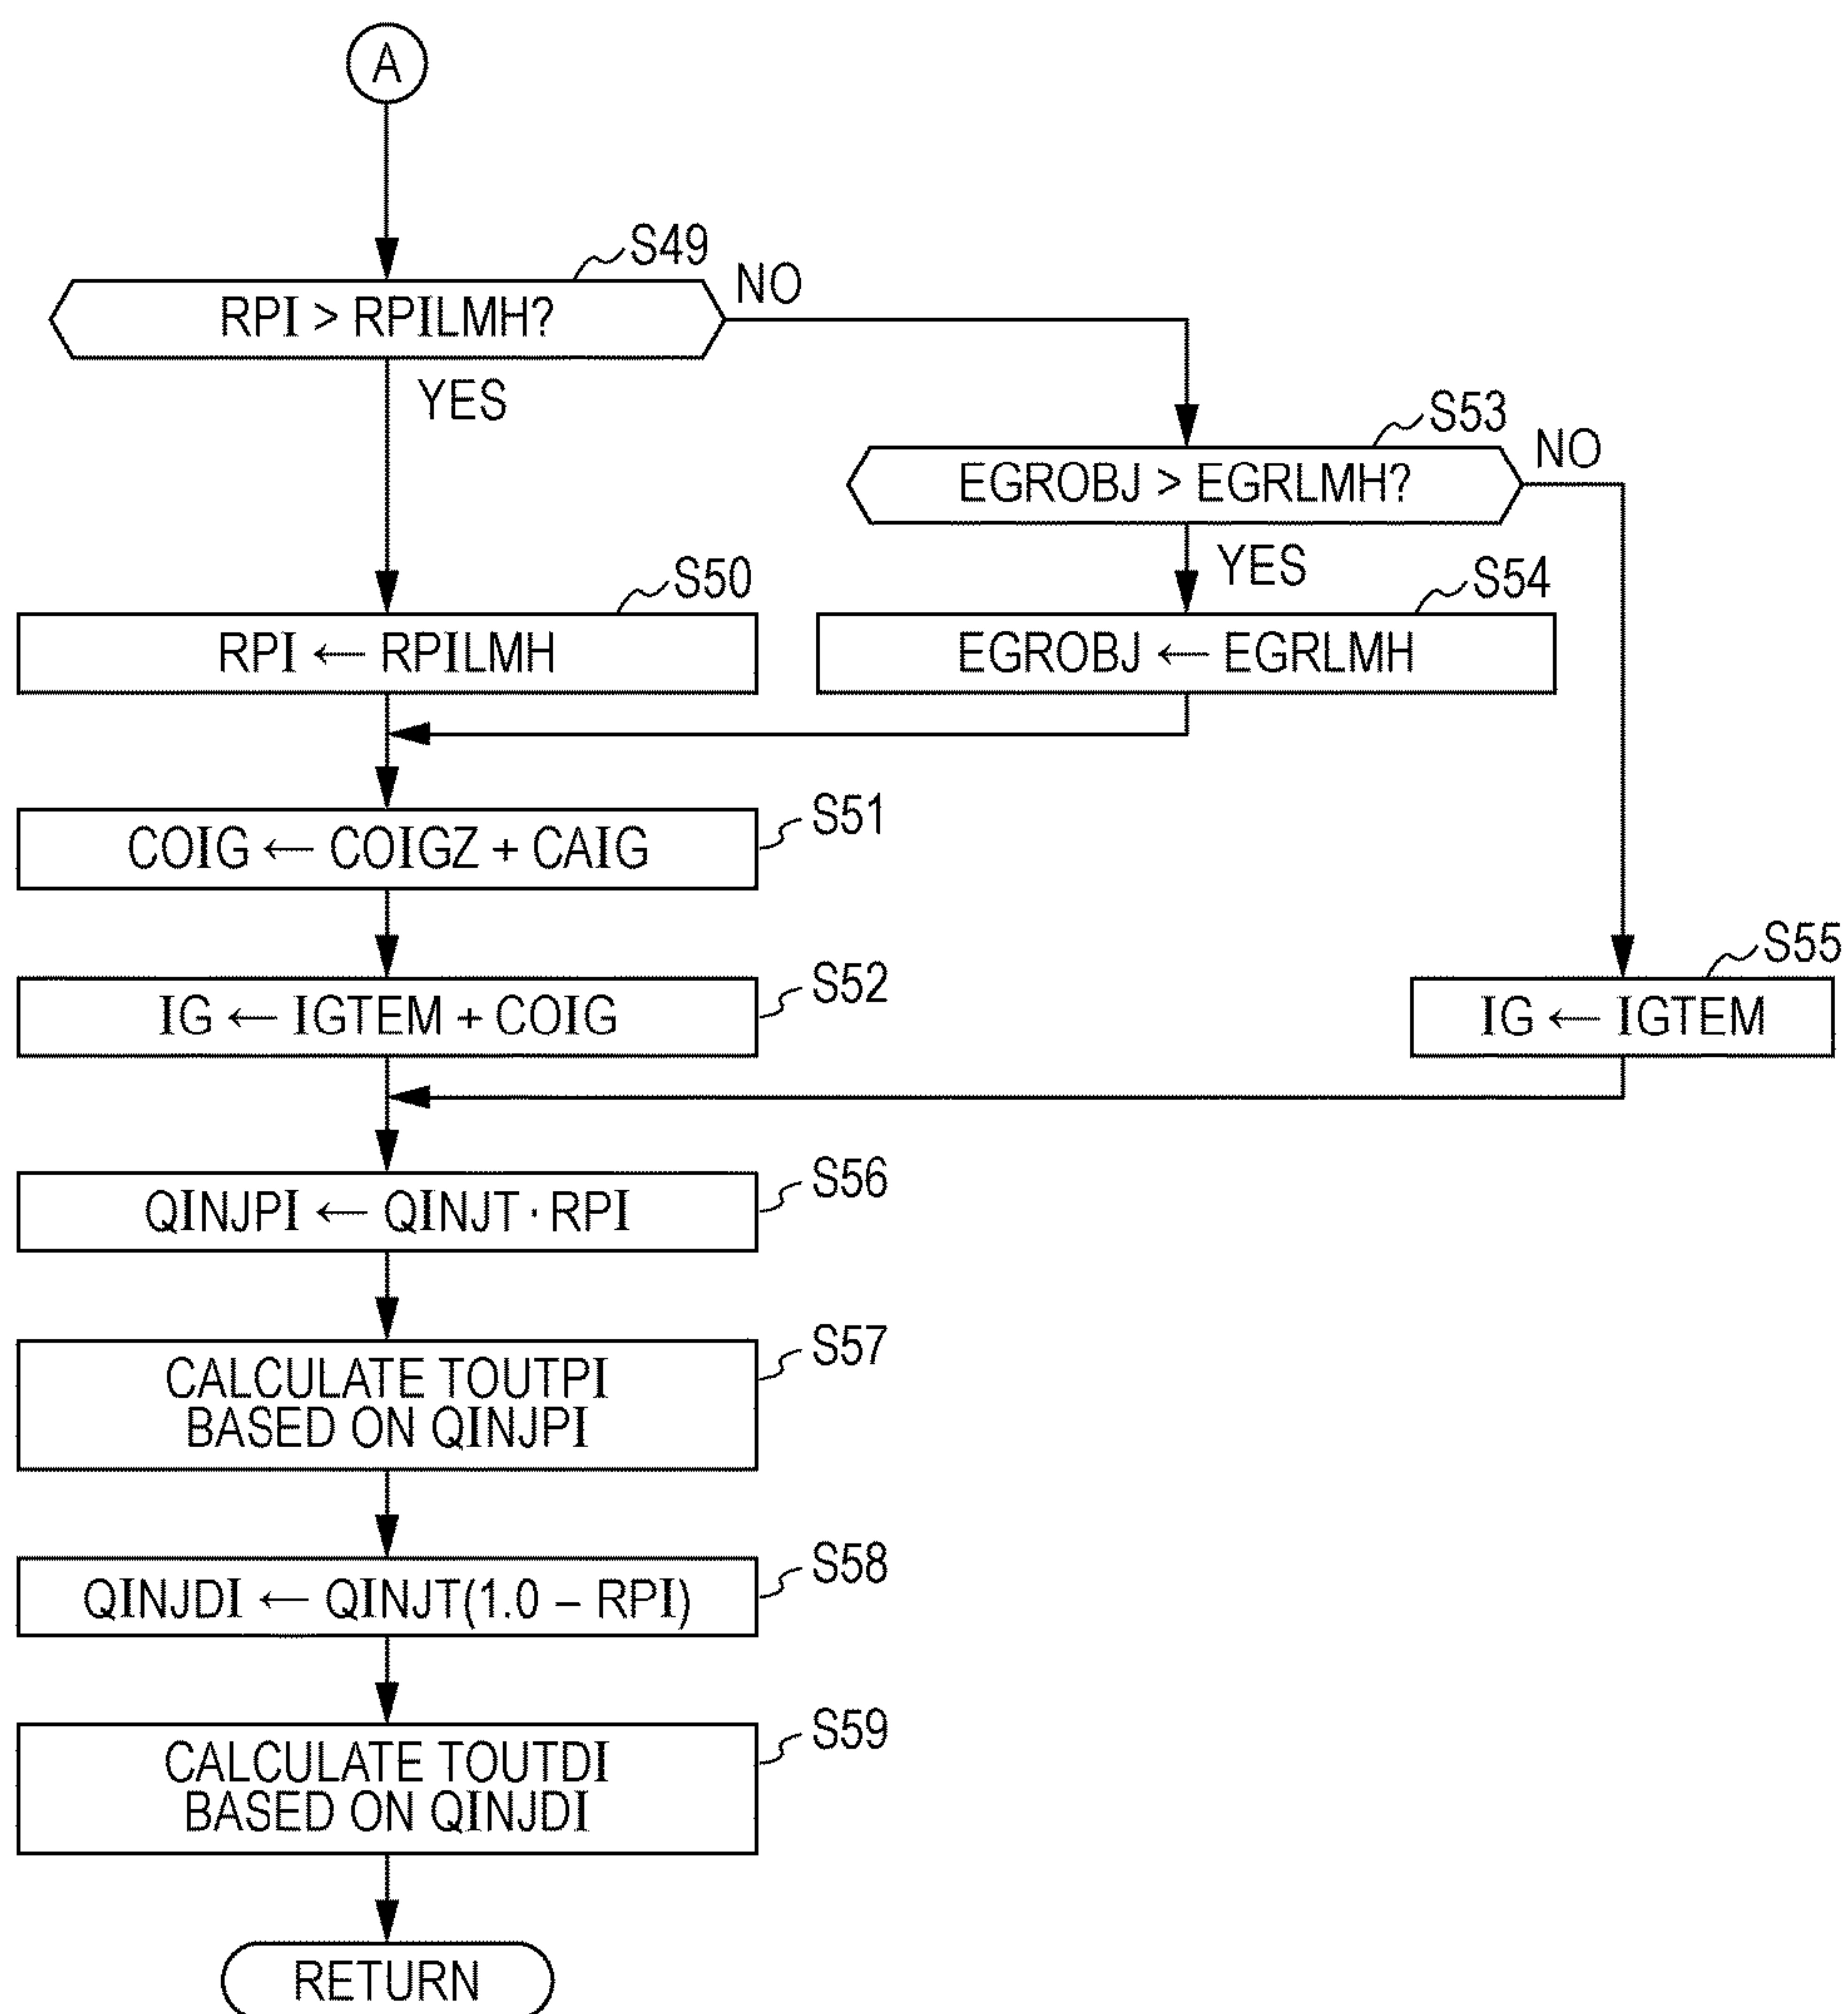 A
S49
RPI > RPILMH?
NO
YES
S53
EGROBJ > EGRLMH?
NO
YES
S50
RPI ← RPILMH
S54
EGROBJ ← EGRLMH
S51
COIG ← COIGZ + CAIG
S52
IG ← IGTEM + COIG
S55
IG ← IGTEM
S56
QINJPI ← QINJT · RPI
S57
CALCULATE TOUTPI
BASED ON QINJPI
S58
QINJDI ← QINJT(1.0 – RPI)
S59
CALCULATE TOUTDI
BASED ON QINJDI
RETURN